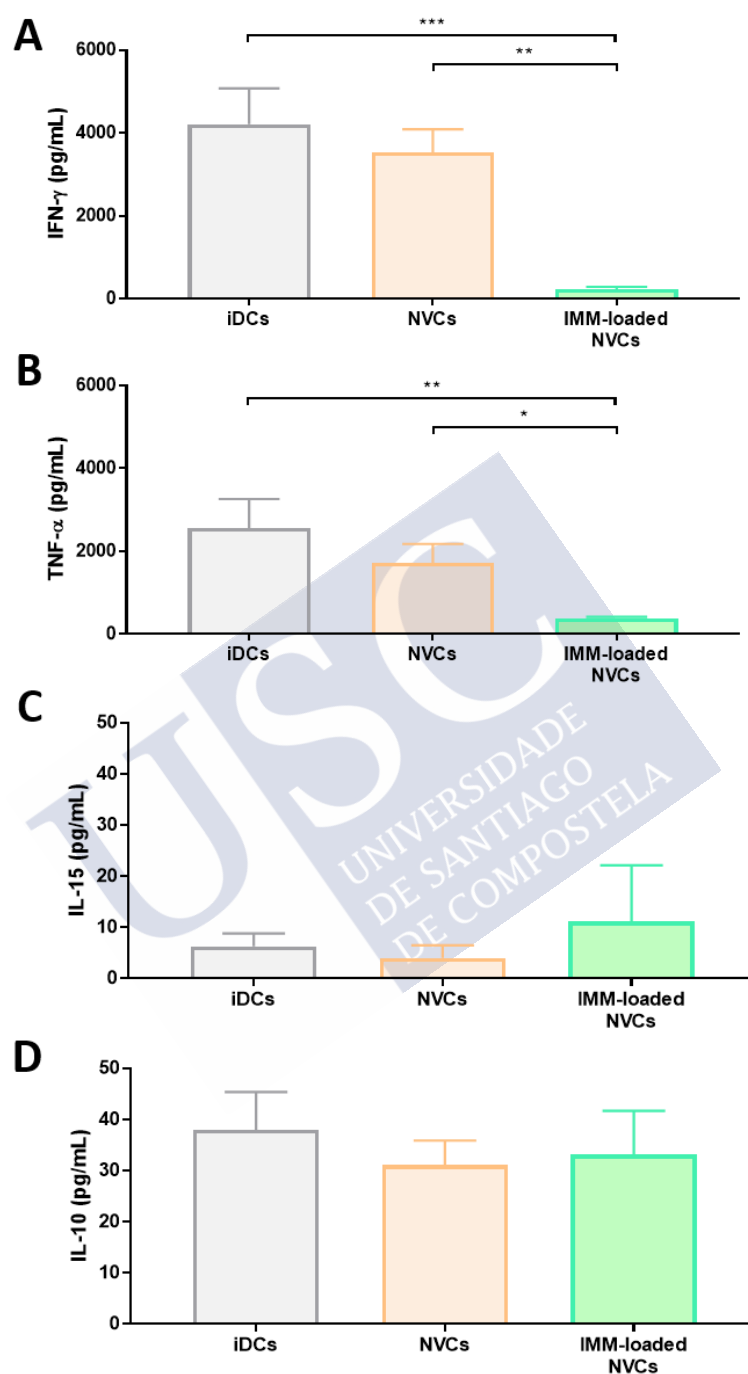 A
***
**
6000
4000
2000
0
IFN-γ (pg/mL)
iDCs
NVCs
IMM-loaded
NVCs
B
**
*
6000
4000
2000
0
TNF-α (pg/mL)
iDCs
NVCs
IMM-loaded
NVCs
C
50
40
30
20
10
0
IL-15 (pg/mL)
iDCs
NVCs
IMM-loaded
NVCs
USC
UNIVERSIDADE
DE SANTIAGO
DE COMPOSTELA
D
50
40
30
20
10
0
IL-10 (pg/mL)
iDCs
NVCs
IMM-loaded
NVCs